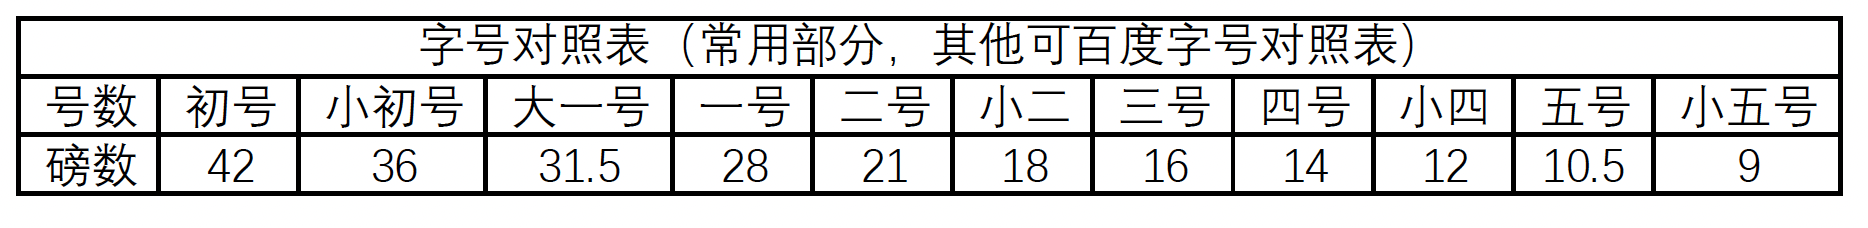 字号对照表（常用部分，其他可百度字号对照表）
号数 初号 小初号 大一号 一号 二号 小二 三号 四号 小四 五号 小五号
磅数 42 36 31.5 28 21 18 16 14 12 10.5 9